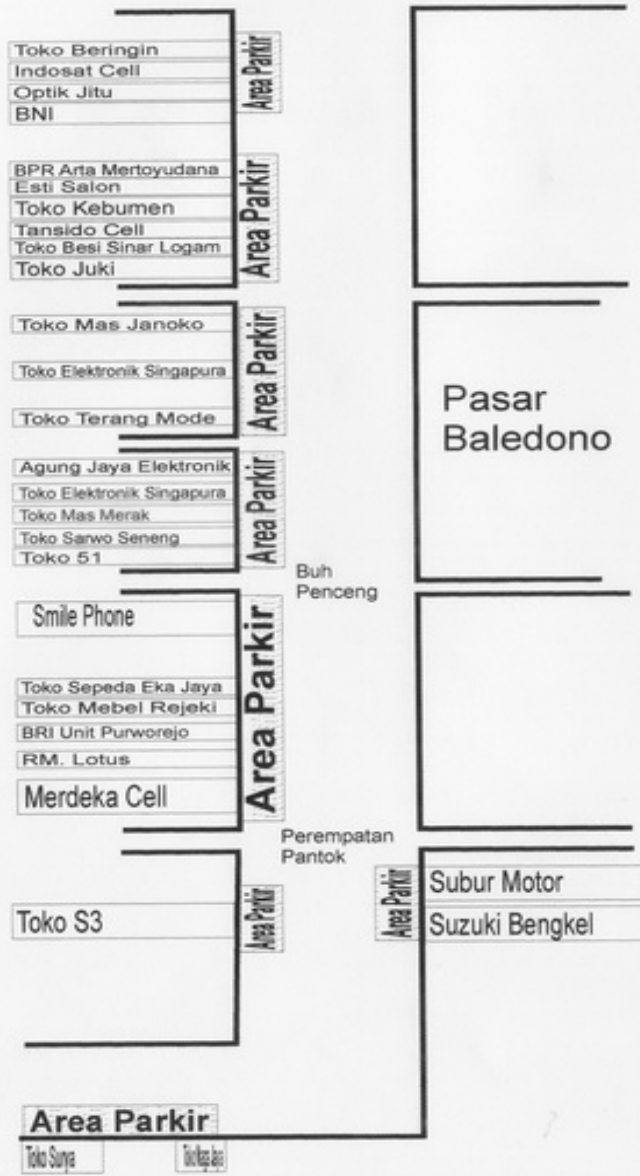 Toko Beringin
Indosat Cell
Optik Jitu
BNI
Area Parkir
BPR Arta Mertoyudana
Esti Salon
Toko Kebumen
Tansido Cell
Toko Besi Sinar Logam
Toko Juki
Area Parkir
Toko Mas Janoko
Toko Elektronik Singapura
Toko Terang Mode
Area Parkir
Pasar
Baledono
Agung Jaya Elektronik
Toko Elektronik Singapura
Toko Mas Merak
Toko Sarwo Seneng
Toko 51
Area Parkir
Buh
Penceng
Smile Phone
Toko Sepeda Eka Jaya
Toko Mebel Rejeki
BRI Unit Purworejo
RM. Lotus
Merdeka Cell
Area Parkir
Perempatan
Pantok
Toko S3
Area Parkir
Area Parkir
Subur Motor
Suzuki Bengkel
Area Parkir
Toko Surya
Toko Jaya